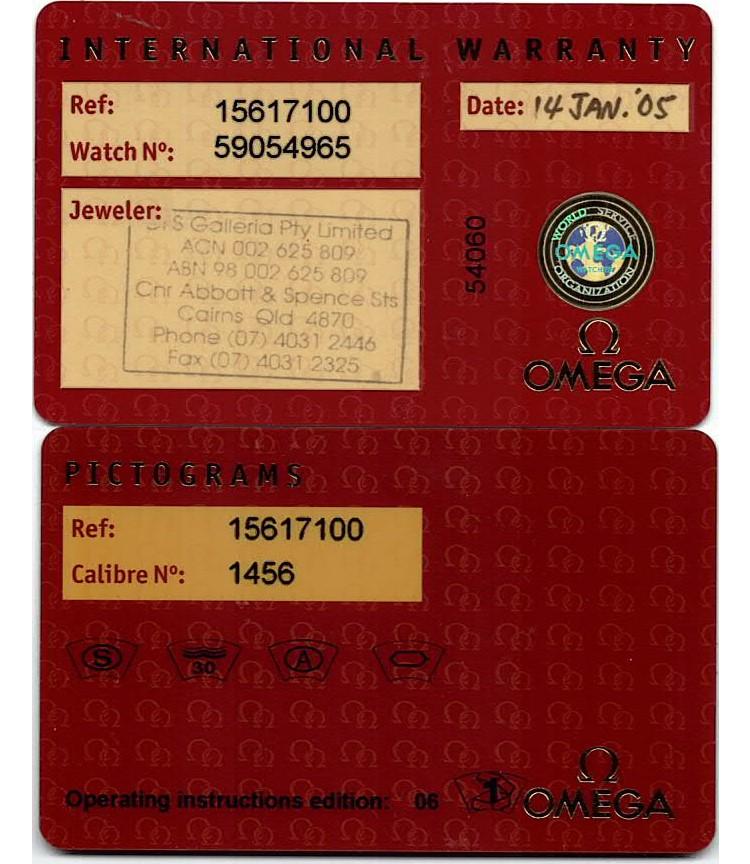 INTERNATIONAL WARRANTY
Ref: 15617100
Watch Nº: 59054965
Date: 14 JAN. '05
Jeweler:
Galleria Pty Limited
ACN 002 625 809
ABN 98 002 625 809
Cnr Abbott & Spence Sts
Cairns Qld 4870
Phone (07) 4031 2446
Fax (07) 4031 2325
54060
WORLD SERVICE
OMEGA
WATCHES
ORGANIZATION
Ω
OMEGA
PICTOGRAMS
Ref: 15617100
Calibre Nº: 1456
S
30
A
Operating instructions edition: 06
1
Ω
OMEGA